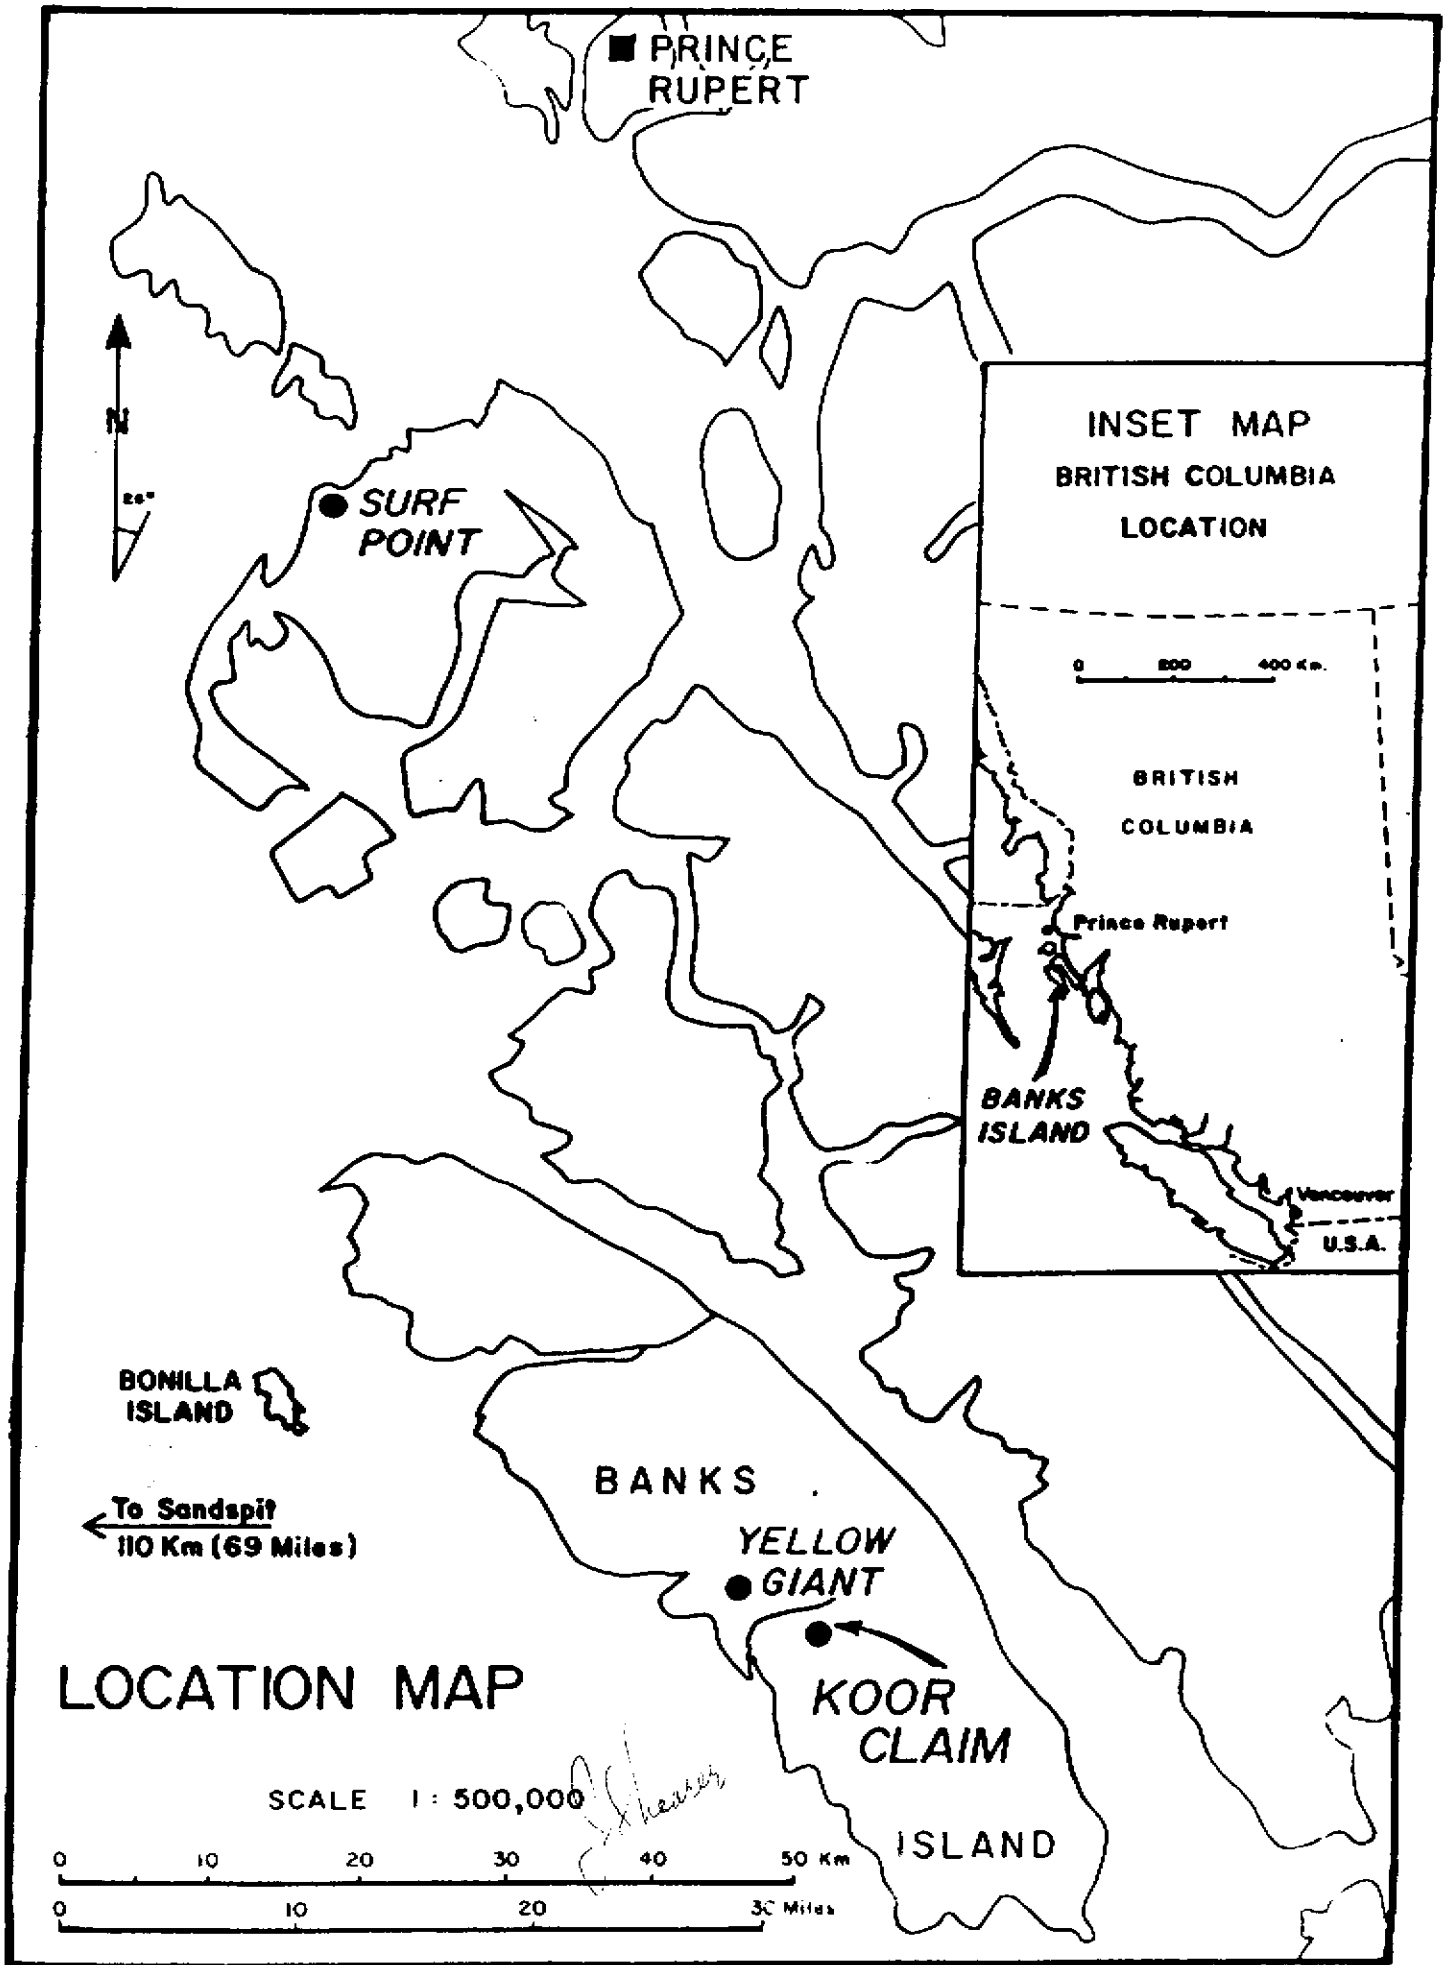 PRINCE
RUPERT
N
26°
SURF
POINT
INSET MAP
BRITISH COLUMBIA
LOCATION
0 200 400 Km.
BRITISH
COLUMBIA
Prince Rupert
BANKS
ISLAND
Vancouver
U.S.A.
BONILLA
ISLAND
To Sandspit
110 Km (69 Miles)
BANKS
YELLOW
GIANT
KOOR
CLAIM
ISLAND
LOCATION MAP
SCALE 1 : 500,000
Shearer
0 10 20 30 40 50 Km
0 10 20 30 Miles